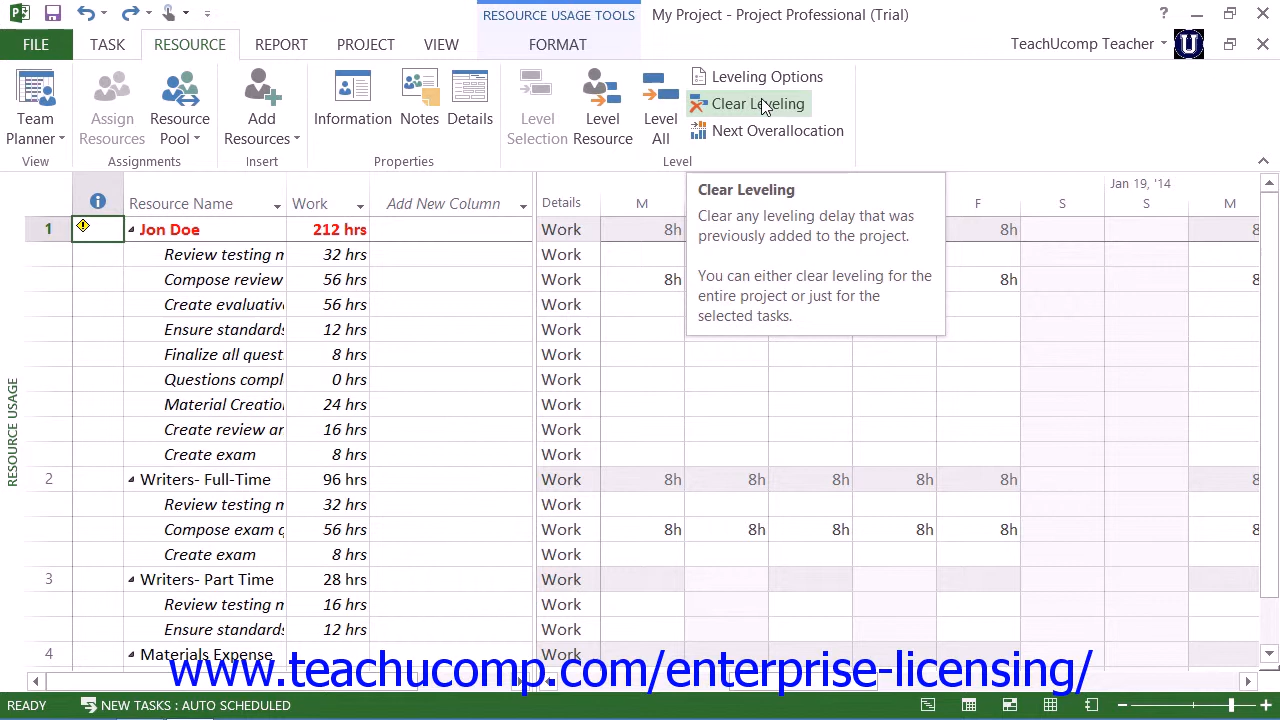 RESOURCE USAGE TOOLS
My Project - Project Professional (Trial)
FILE TASK RESOURCE REPORT PROJECT VIEW FORMAT
TeachUcomp Teacher
Team Planner
Assign Resources
Resource Pool
Add Resources
Information
Notes
Details
Level Selection
Level Resource
Level All
Leveling Options
Clear Leveling
Next Overallocation
View Assignments Insert Properties Level
Clear Leveling
Clear any leveling delay that was
previously added to the project.
You can either clear leveling for the
entire project or just for the
selected tasks.
Jan 19, '14
Resource Name Work Add New Column Details M F S S M
1 Jon Doe 212 hrs Work 8h 8h 8
Review testing m 32 hrs Work
Compose review 56 hrs Work 8h 8h 8
Create evaluative 56 hrs Work
Ensure standards 12 hrs Work
Finalize all quest 8 hrs Work
Questions compl 0 hrs Work
Material Creation 24 hrs Work
Create review an 16 hrs Work
Create exam 8 hrs Work
2 Writers- Full-Time 96 hrs Work 8h 8h 8h 8h 8h 8
Review testing m 32 hrs Work
Compose exam q 56 hrs Work 8h 8h 8h 8h 8h 8
Create exam 8 hrs Work
3 Writers- Part Time 28 hrs Work
Review testing m 16 hrs Work
Ensure standards 12 hrs Work
4 Materials Expense Work
RESOURCE USAGE
www.teachucomp.com/enterprise-licensing/
READY NEW TASKS : AUTO SCHEDULED